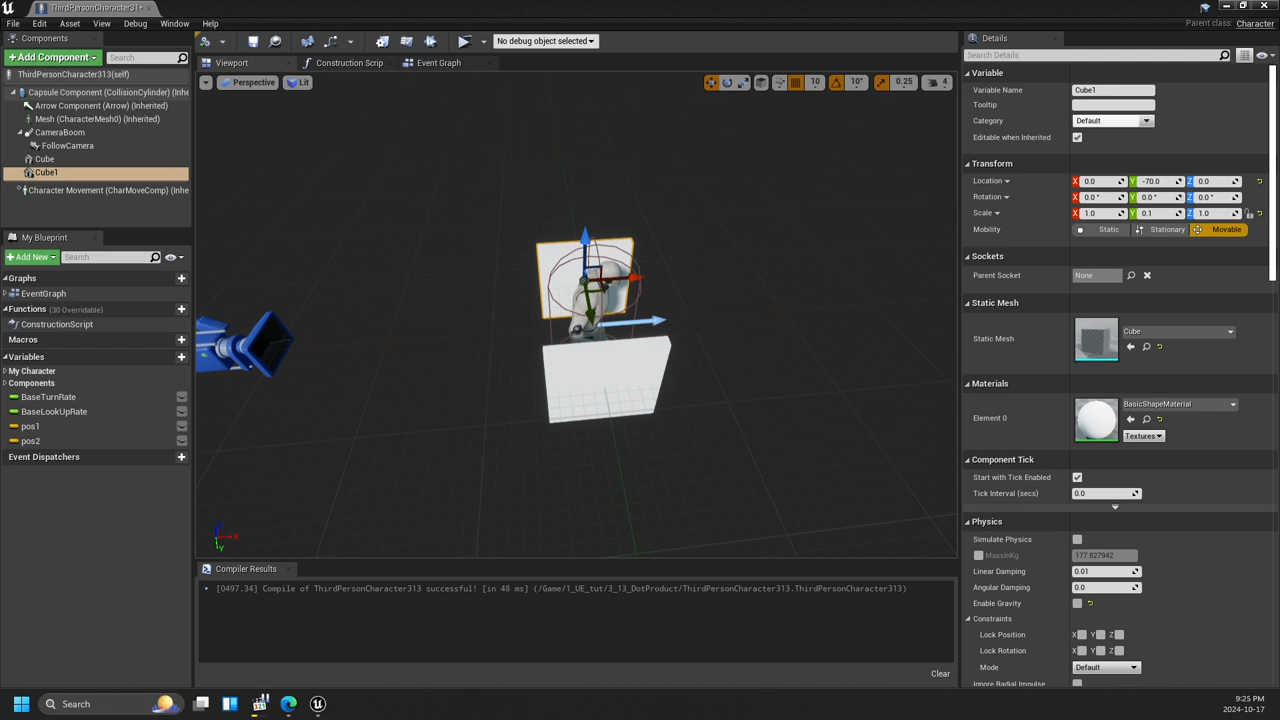 ThirdPersonCharacter31*
File Edit Asset View Debug Window Help
Parent class: Character
Components
+ Add Component
Search
No debug object selected
Details
Search Details
ThirdPersonCharacter313(self)
Capsule Component (CollisionCylinder) (Inhe
Arrow Component (Arrow) (Inherited)
Mesh (CharacterMesh0) (Inherited)
CameraBoom
FollowCamera
Cube
Cube1
Character Movement (CharMoveComp) (Inhe
My Blueprint
+ Add New
Search
Graphs
EventGraph
Functions (30 Overridable)
ConstructionScript
Macros
Variables
My Character
Components
BaseTurnRate
BaseLookUpRate
pos1
pos2
Event Dispatchers
Viewport
Construction Scrip
Event Graph
Perspective Lit
10 10° 0.25 4
Compiler Results
[0497.34] Compile of ThirdPersonCharacter313 successful! [in 48 ms] (/Game/1_UE_tut/3_13_DotProduct/ThirdPersonCharacter313.ThirdPersonCharacter313)
Clear
Variable
Variable Name Cube1
Tooltip
Category Default
Editable when Inherited
Transform
Location X 0.0 Y -70.0 Z 0.0
Rotation X 0.0 ° Y 0.0 ° Z 0.0 °
Scale X 1.0 Y 0.1 Z 1.0
Mobility Static Stationary Movable
Sockets
Parent Socket None
Static Mesh
Static Mesh Cube
Materials
Element 0 BasicShapeMaterial
Textures
Component Tick
Start with Tick Enabled
Tick Interval (secs) 0.0
Physics
Simulate Physics
MassInKg 177.827942
Linear Damping 0.01
Angular Damping 0.0
Enable Gravity
Constraints
Lock Position X Y Z
Lock Rotation X Y Z
Mode Default
Ignore Radial Impulse
Search
9:25 PM
2024-10-17